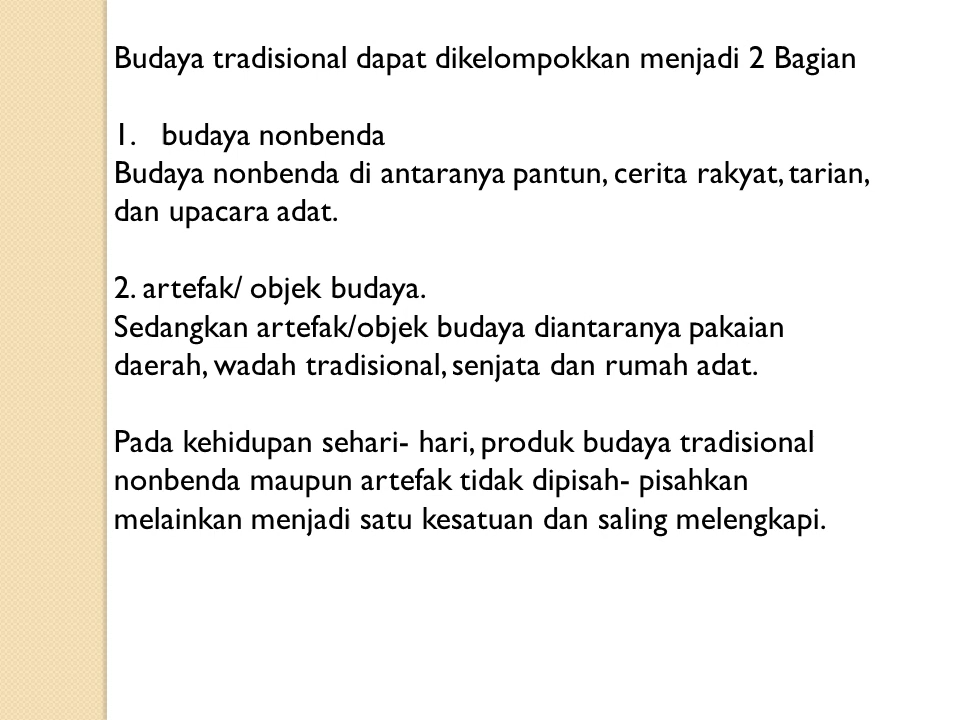 Budaya tradisional dapat dikelompokkan menjadi 2 Bagian
1. budaya nonbenda
Budaya nonbenda di antaranya pantun, cerita rakyat, tarian,
dan upacara adat.
2. artefak/ objek budaya.
Sedangkan artefak/objek budaya diantaranya pakaian
daerah, wadah tradisional, senjata dan rumah adat.
Pada kehidupan sehari- hari, produk budaya tradisional
nonbenda maupun artefak tidak dipisah- pisahkan
melainkan menjadi satu kesatuan dan saling melengkapi.